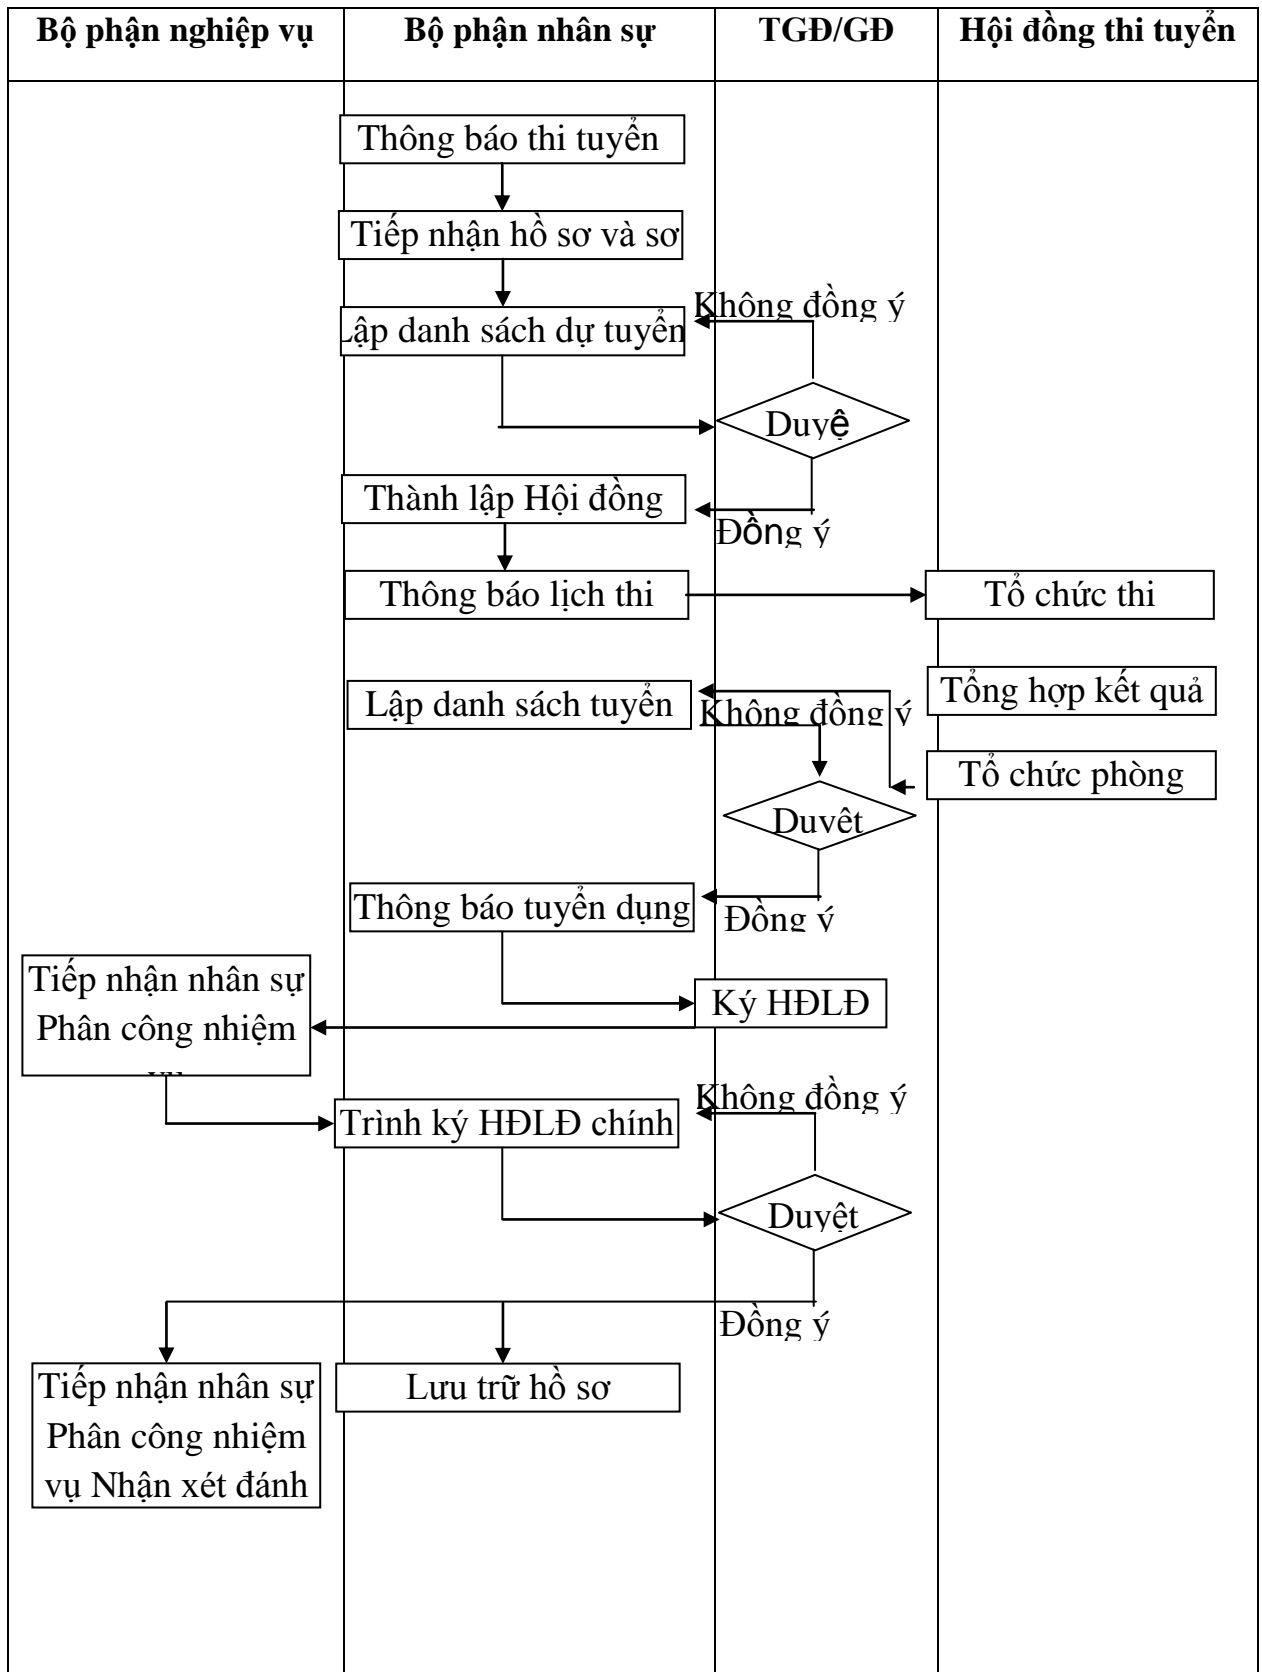 Bộ phận nghiệp vụ
Bộ phận nhân sự
TGĐ/GĐ
Hội đồng thi tuyển
Thông báo thi tuyển
Tiếp nhận hồ sơ và sơ
Lập danh sách dự tuyển
Không đồng ý
Duyệ
Thành lập Hội đồng
Đồng ý
Thông báo lịch thi
Tổ chức thi
Lập danh sách tuyển
Không đồng ý
Tổng hợp kết quả
Tổ chức phòng
Duyệt
Thông báo tuyển dụng
Đồng ý
Tiếp nhận nhân sự
Phân công nhiệm
Ký HĐLĐ
Không đồng ý
Trình ký HĐLĐ chính
Duyệt
Đồng ý
Tiếp nhận nhân sự
Phân công nhiệm
vụ Nhận xét đánh
Lưu trữ hồ sơ